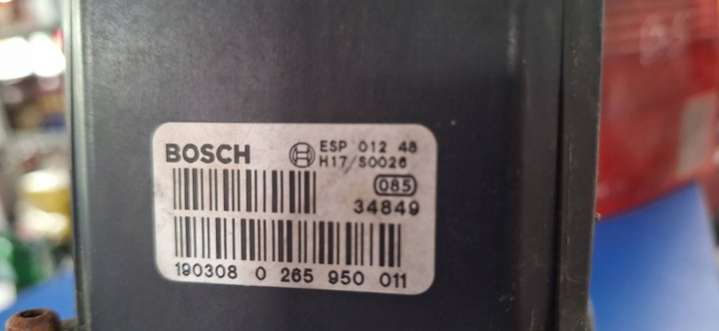 BOSCH
ESP 012 48
H17/S0026
085
34849
190308 0 265 950 011